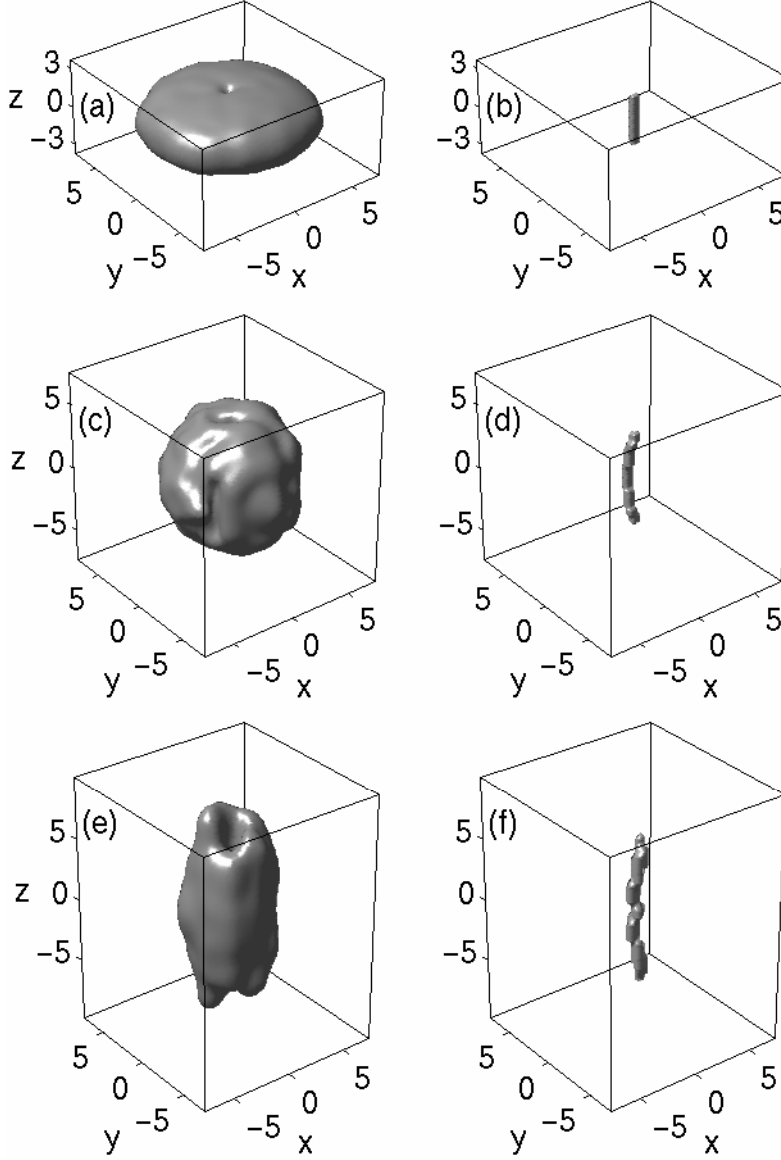 3 3
z 0 (a) 0 (b)
−3 −3
5 5 5 5
0 0 0 0
−5 −5 −5 −5
y x y x
5 (c) 5 (d)
z 0 0
−5 −5
5 5 5 5
0 0 0 0
−5 −5 −5 −5
y x y x
5 (e) 5 (f)
z 0 0
−5 −5
5 5 5 5
0 0 0 0
−5 −5 −5 −5
y x y x